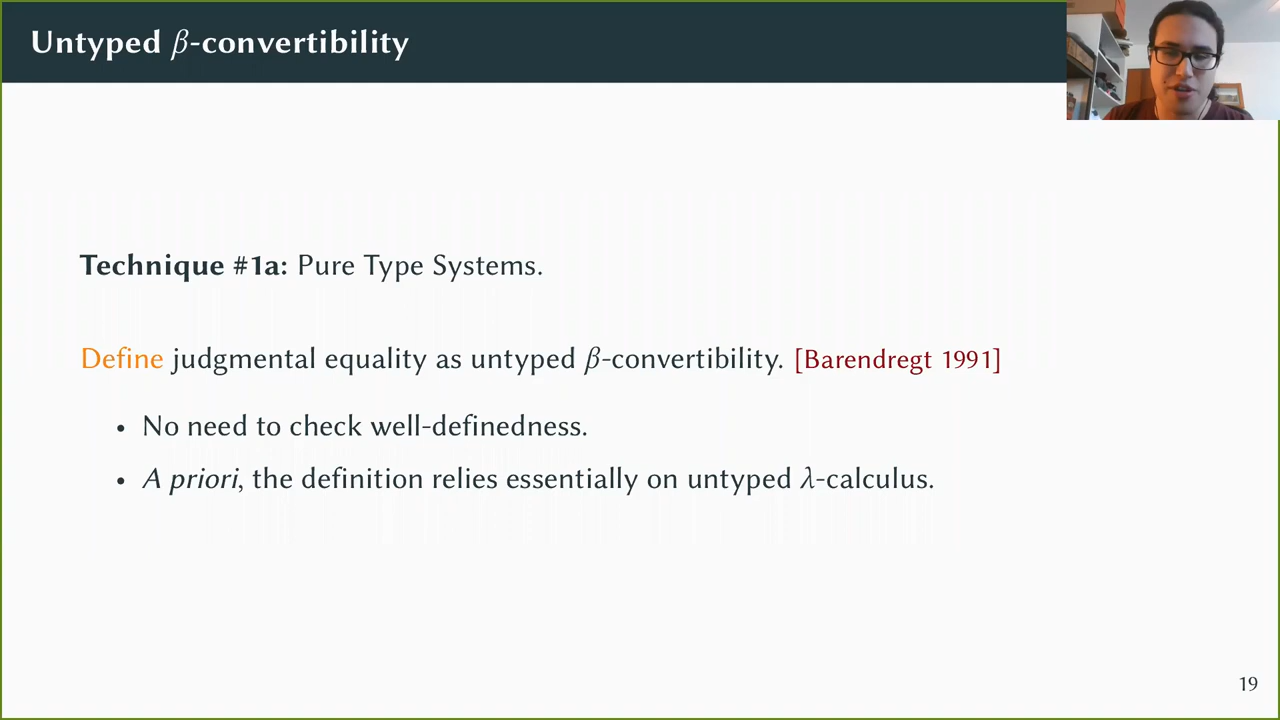 Untyped β-convertibility
Technique #1a: Pure Type Systems.
Define judgmental equality as untyped β-convertibility. [Barendregt 1991]
• No need to check well-definedness.
• A priori, the definition relies essentially on untyped λ-calculus.
19